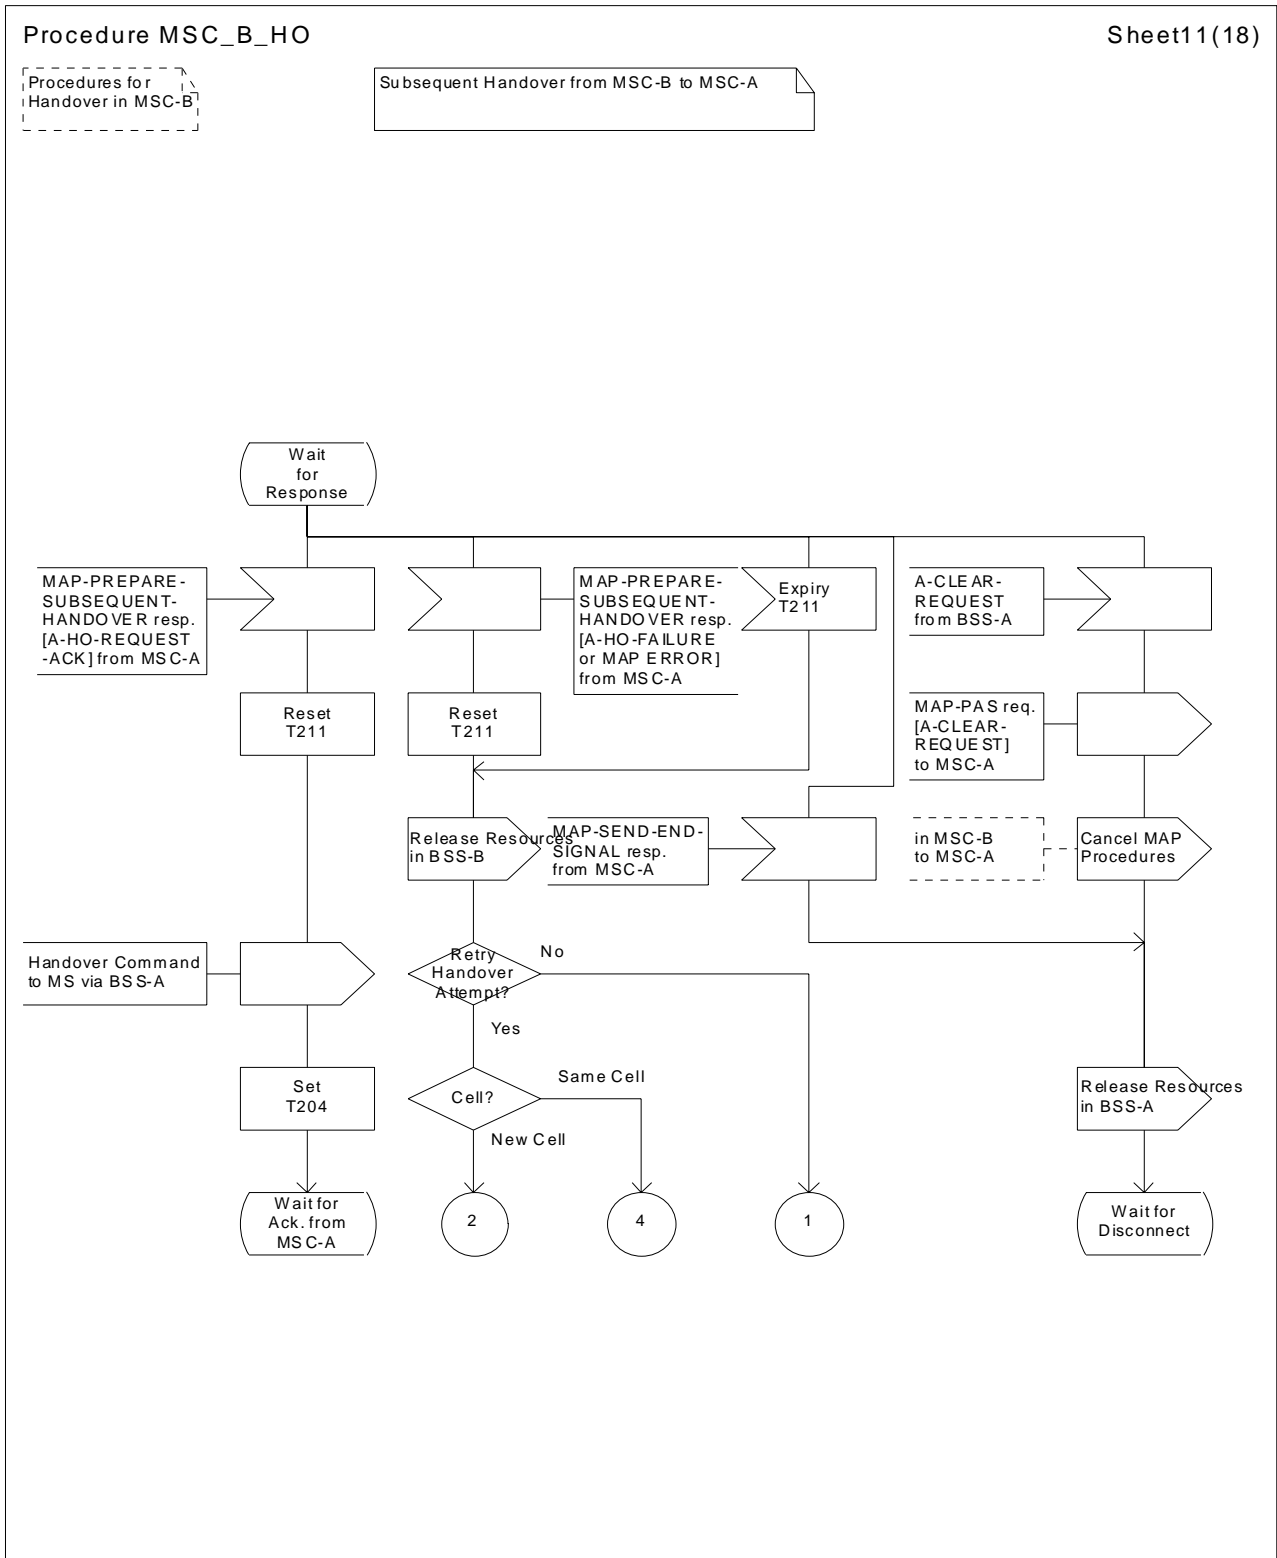 Procedure MSC_B_HO
Sheet11(18)
Procedures for
Handover in MSC-B
Subsequent Handover from MSC-B to MSC-A
Wait
for
Response
MAP-PREPARE-
SUBSEQUENT-
HANDOVER resp.
[A-HO-REQUEST
-ACK] from MSC-A
MAP-PREPARE-
SUBSEQUENT-
HANDOVER resp.
[A-HO-FAILURE
or MAP ERROR]
from MSC-A
Expiry
T211
A-CLEAR-
REQUEST
from BSS-A
Reset
T211
Reset
T211
MAP-PAS req.
[A-CLEAR-
REQUEST]
to MSC-A
Release Resources
in BSS-B
MAP-SEND-END-
SIGNAL resp.
from MSC-A
in MSC-B
to MSC-A
Cancel MAP
Procedures
Handover Command
to MS via BSS-A
Retry
Handover
Attempt?
No
Yes
Set
T204
Cell?
Same Cell
New Cell
Release Resources
in BSS-A
Wait for
Ack. from
MSC-A
2
4
1
Wait for
Disconnect